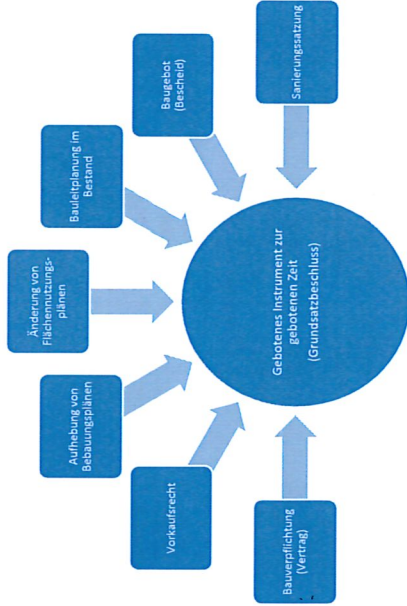 Bauverpflichtung
(Vertrag)
Vorkaufsrecht
Aufhebung von
Bebauungsplänen
Änderung von
Flächennutzungs-
plänen
Bauleitplanung im
Bestand
Baugebot
(Bescheid)
Sanierungssatzung
Gebotenes Instrument zur
gebotenen Zeit
(Grundsatzbeschluss)